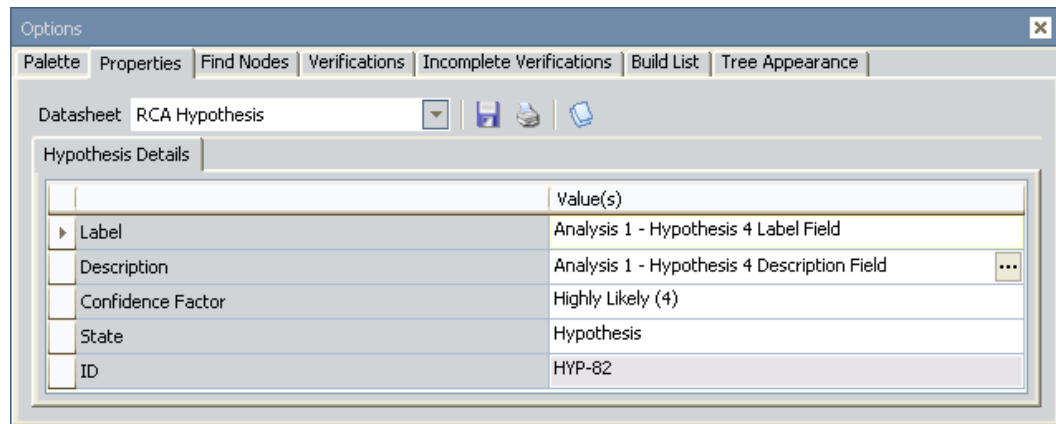 Options
Palette Properties Find Nodes Verifications Incomplete Verifications Build List Tree Appearance
Datasheet RCA Hypothesis
Hypothesis Details
Value(s)
Label Analysis 1 - Hypothesis 4 Label Field
Description Analysis 1 - Hypothesis 4 Description Field ...
Confidence Factor Highly Likely (4)
State Hypothesis
ID HYP-82